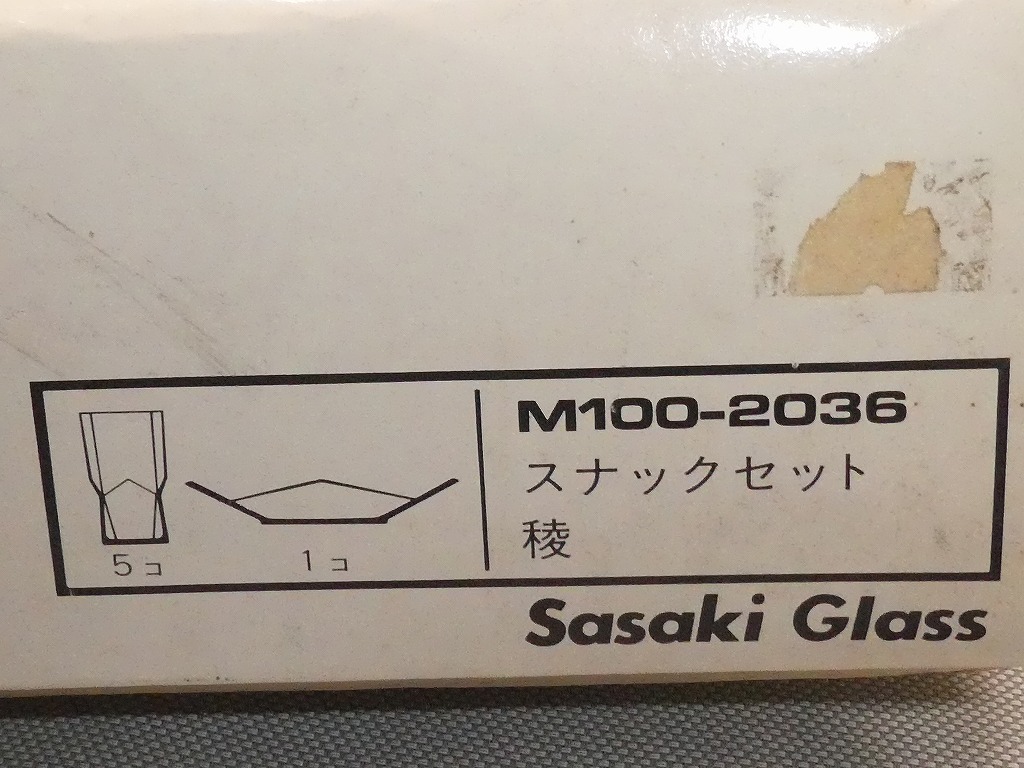 M100-2036
スナックセット
稜
5コ
1コ
Sasaki Glass